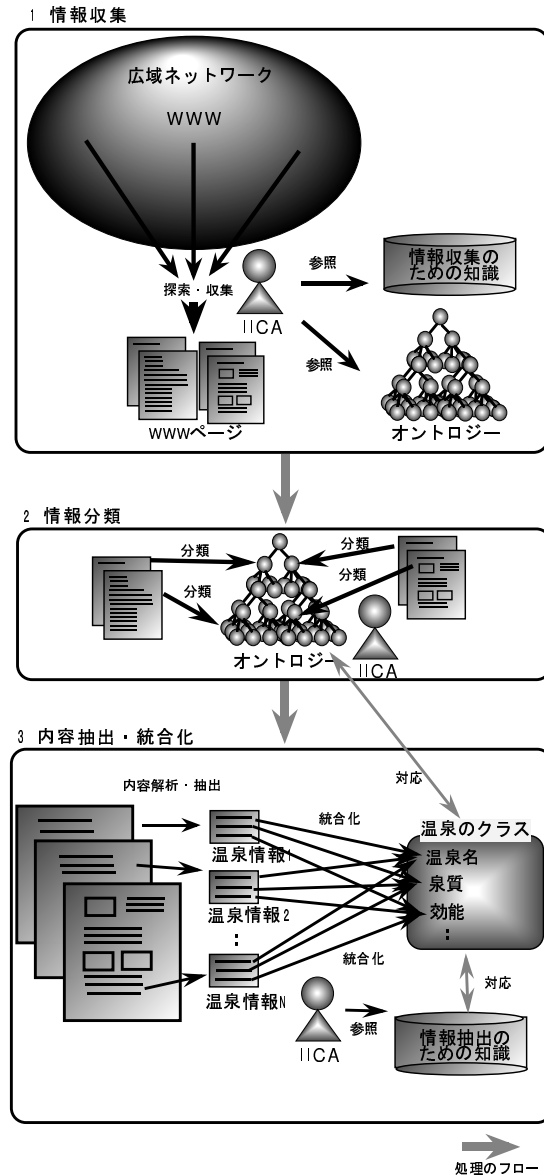 1 情報収集
広域ネットワーク
WWW
探索・収集
IICA
参照
情報収集の
ための知識
参照
WWWページ
オントロジー
2 情報分類
分類
分類
分類
分類
オントロジー
IICA
3 内容抽出・統合化
内容解析・抽出
対応
統合化
温泉のクラス
温泉情報1
温泉名
泉質
温泉情報2
効能
:
:
統合化
温泉情報N
対応
IICA
参照
情報抽出の
ための知識
処理のフロー